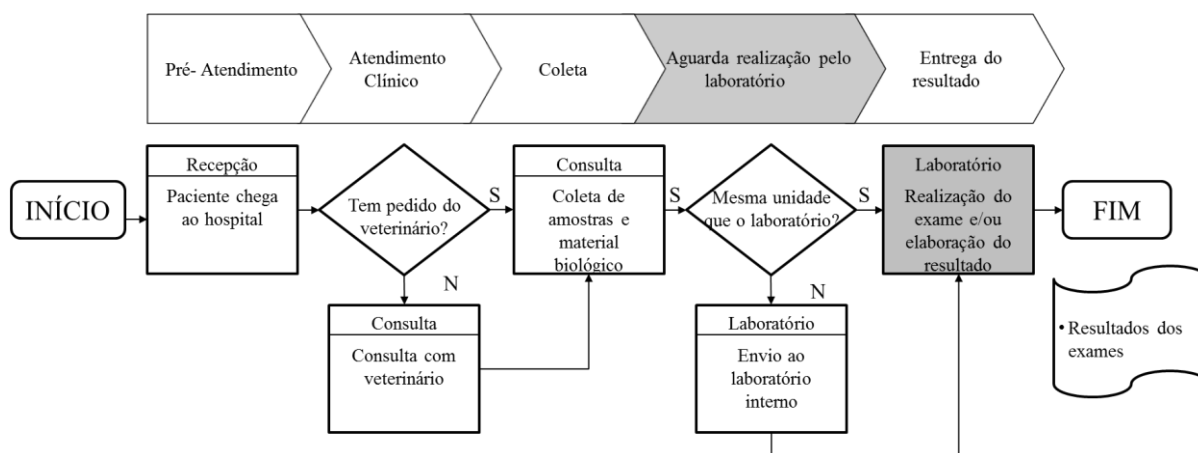 Pré- Atendimento
Atendimento
Clínico
Coleta
Aguarda realização pelo
laboratório
Entrega do
resultado
INÍCIO
Recepção
Paciente chega
ao hospital
Tem pedido do
veterinário?
S
N
Consulta
Consulta com
veterinário
Consulta
Coleta de
amostras e
material
biológico
S
Mesma unidade
que o laboratório?
S
N
Laboratório
Envio ao
laboratório
interno
Laboratório
Realização do
exame e/ou
elaboração do
resultado
FIM
• Resultados dos
exames